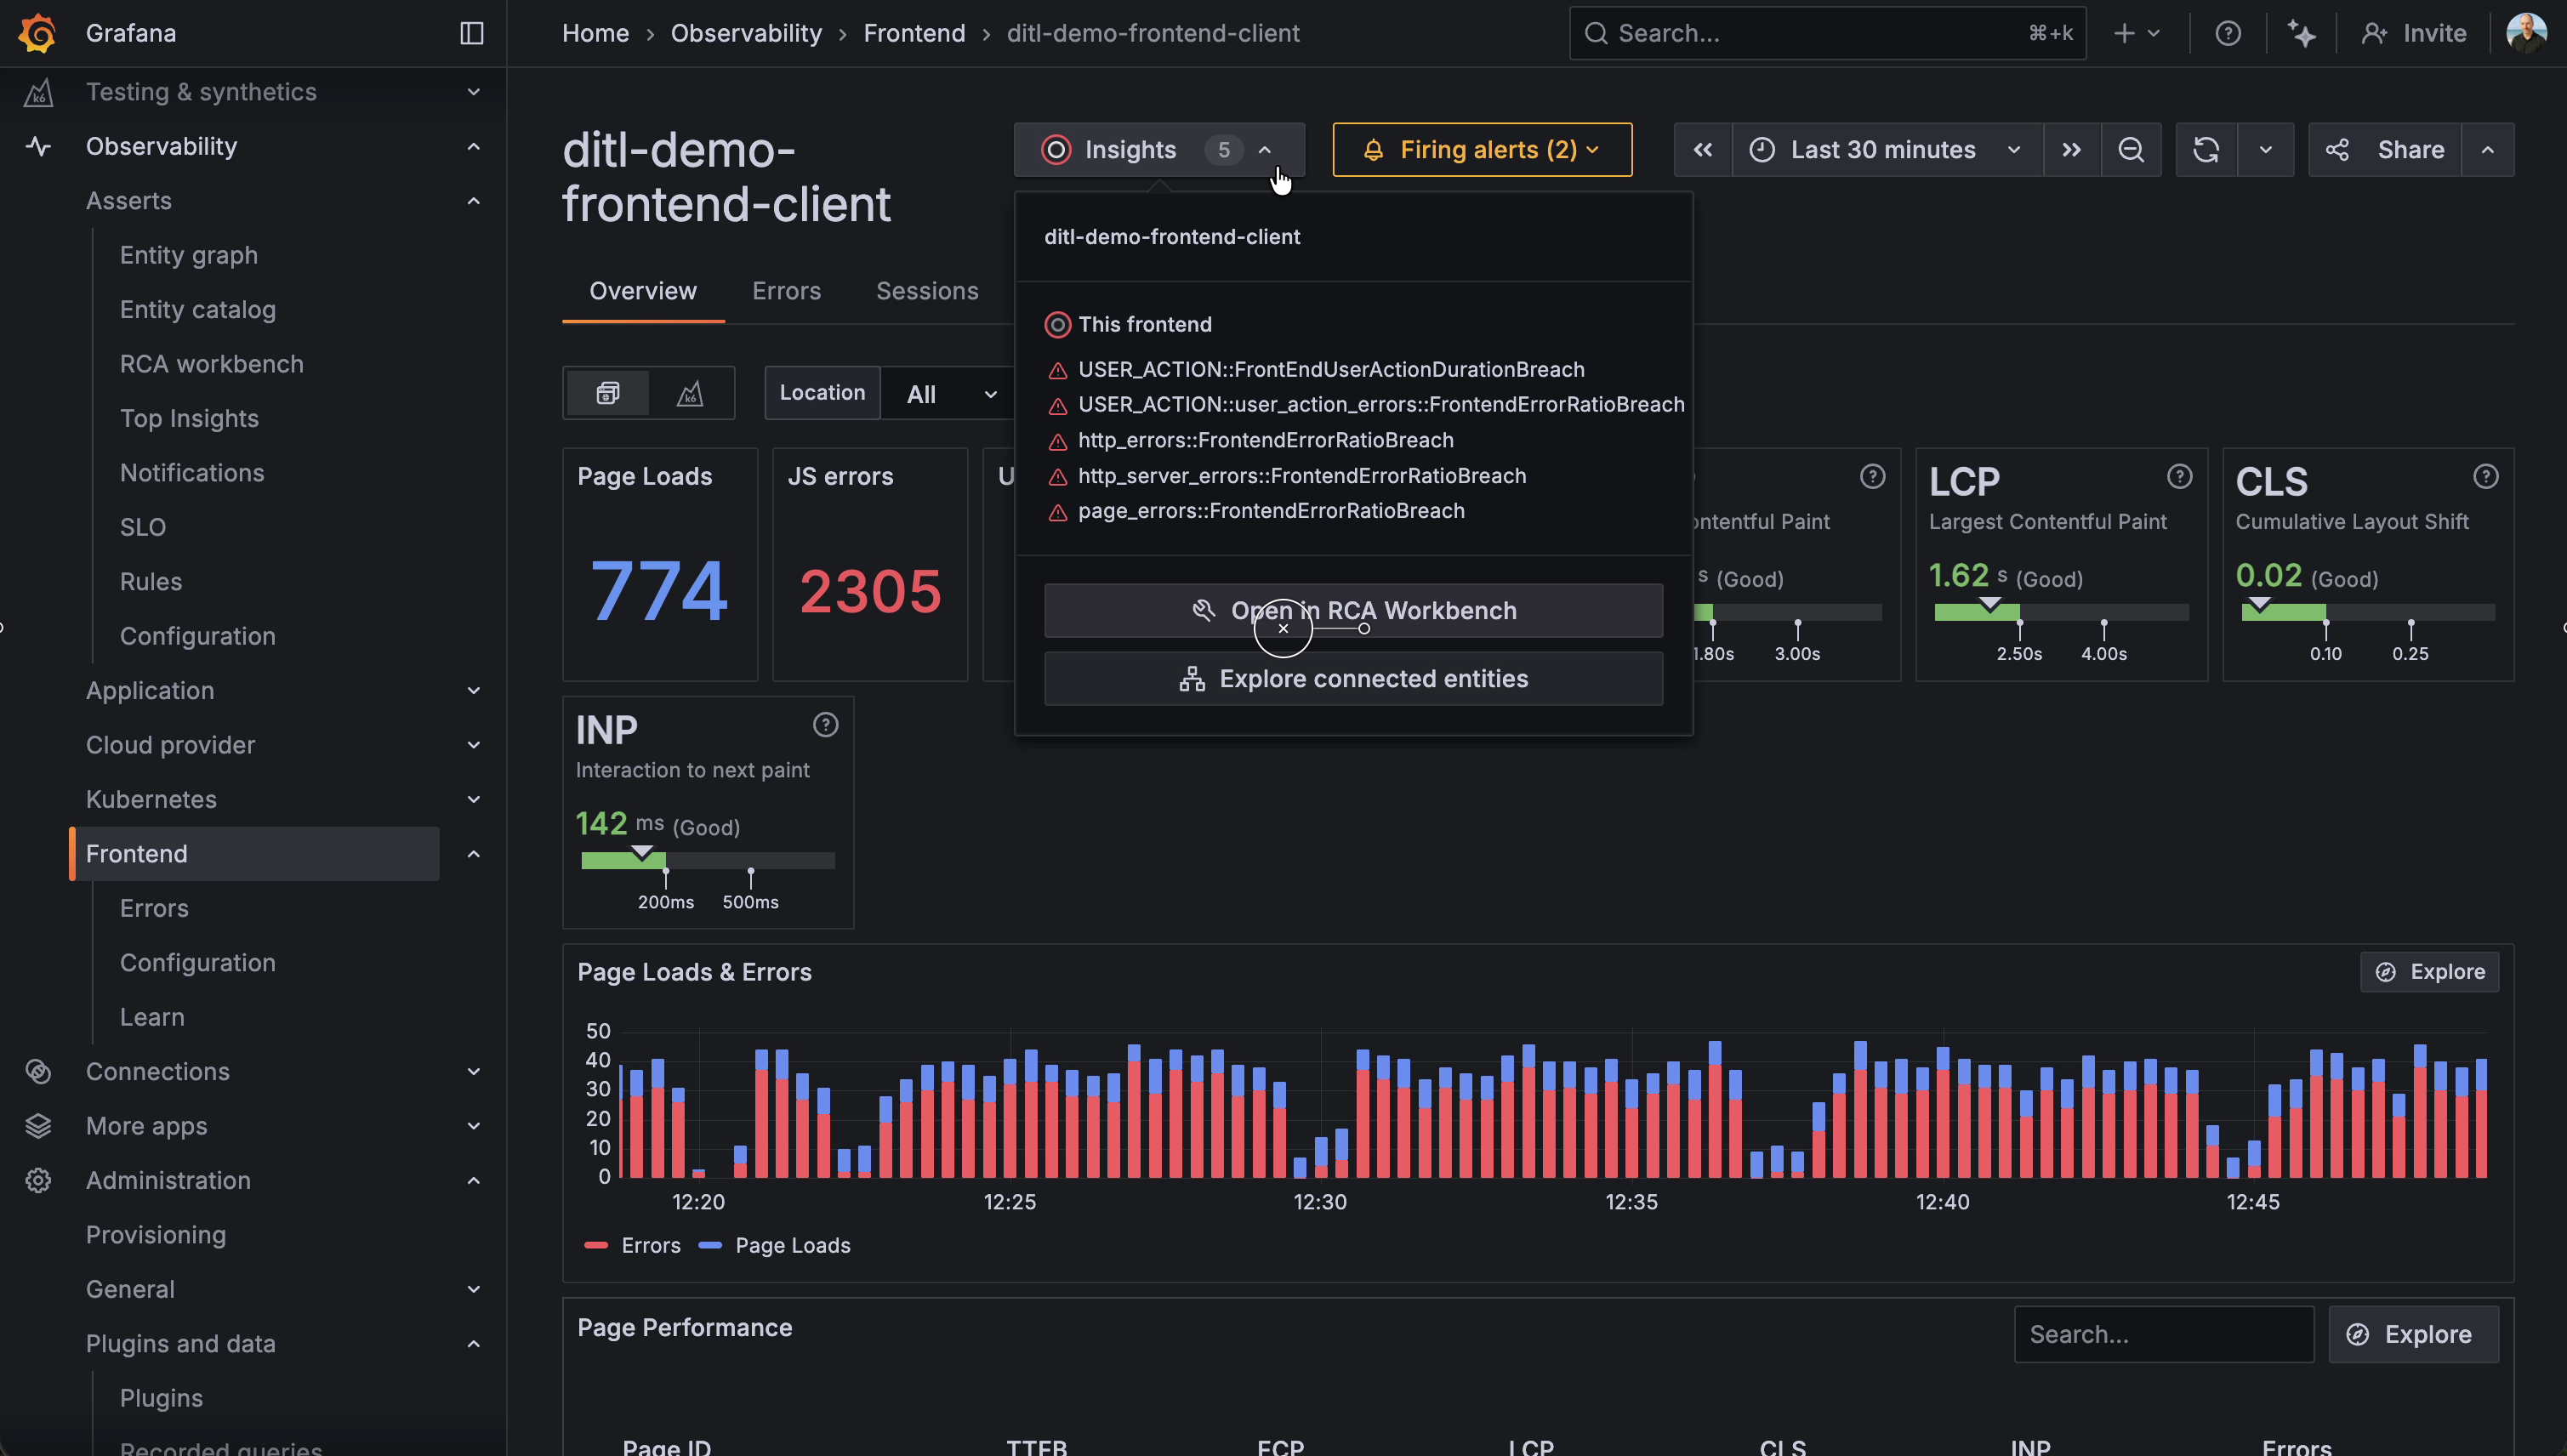 Grafana
Home › Observability › Frontend › ditl-demo-frontend-client
Search...
⌘+k
Invite
k6
Testing & synthetics
Observability
Asserts
Entity graph
Entity catalog
RCA workbench
Top Insights
Notifications
SLO
Rules
Configuration
Application
Cloud provider
Kubernetes
Frontend
Errors
Configuration
Learn
Connections
More apps
Administration
Provisioning
General
Plugins and data
Plugins
Recorded queries
ditl-demo-
frontend-client
Insights 5
Firing alerts (2)
Last 30 minutes
Share
Overview
Errors
Sessions
k6
Location
All
ditl-demo-frontend-client
This frontend
USER_ACTION::FrontEndUserActionDurationBreach
USER_ACTION::user_action_errors::FrontendErrorRatioBreach
http_errors::FrontendErrorRatioBreach
http_server_errors::FrontendErrorRatioBreach
page_errors::FrontendErrorRatioBreach
Open in RCA Workbench
Explore connected entities
Page Loads
774
JS errors
2305
U
ontentful Paint
s (Good)
1.80s
3.00s
LCP
Largest Contentful Paint
1.62 s (Good)
2.50s
4.00s
CLS
Cumulative Layout Shift
0.02 (Good)
0.10
0.25
INP
Interaction to next paint
142 ms (Good)
200ms
500ms
Page Loads & Errors
Explore
50
40
30
20
10
0
12:20
12:25
12:30
12:35
12:40
12:45
Errors
Page Loads
Page Performance
Search...
Explore
Page ID
TTFB
FCP
LCP
CLS
INP
Errors